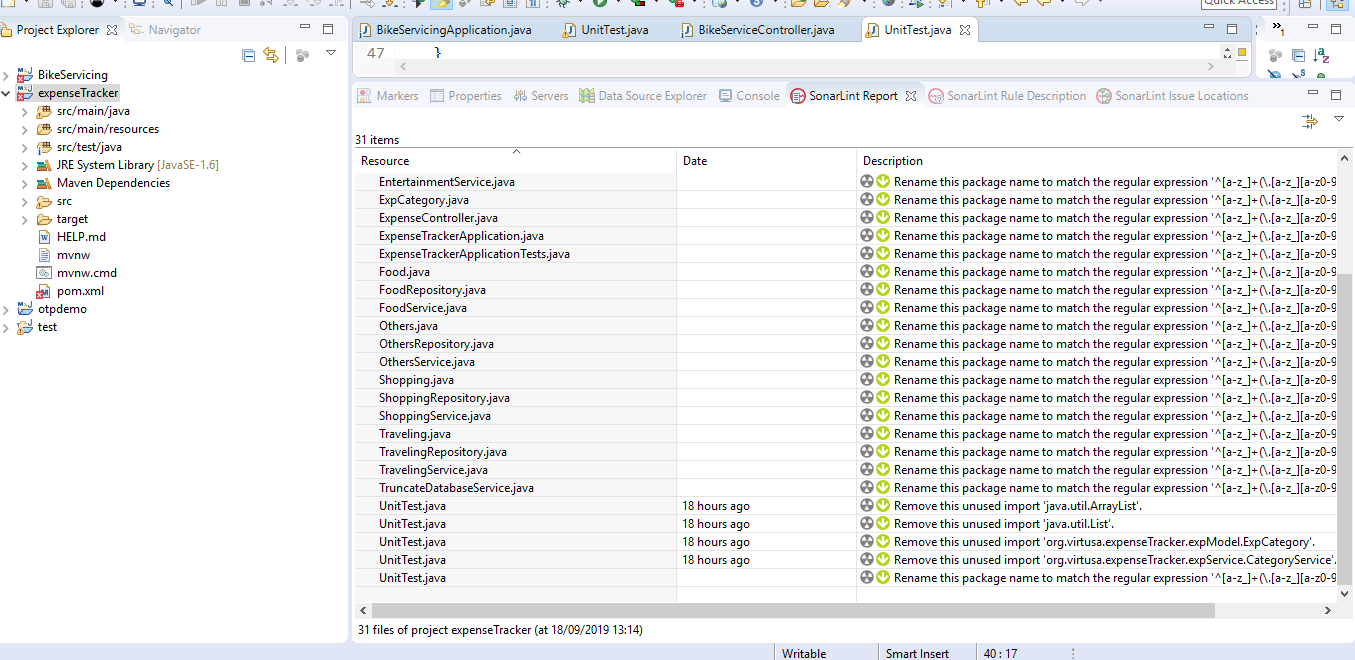 Quick Access
Project Explorer
Navigator
BikeServicing
expenseTracker
src/main/java
src/main/resources
src/test/java
JRE System Library [JavaSE-1.6]
Maven Dependencies
src
target
HELP.md
mvnw
mvnw.cmd
pom.xml
otpdemo
test
BikeServicingApplication.java
UnitTest.java
BikeServiceController.java
UnitTest.java
»1
47 }
Markers
Properties
Servers
Data Source Explorer
Console
SonarLint Report
SonarLint Rule Description
SonarLint Issue Locations
31 items
Resource Date Description
EntertainmentService.java Rename this package name to match the regular expression '^[a-z_]+(\.[a-z_][a-z0-9
ExpCategory.java Rename this package name to match the regular expression '^[a-z_]+(\.[a-z_][a-z0-9
ExpenseController.java Rename this package name to match the regular expression '^[a-z_]+(\.[a-z_][a-z0-9
ExpenseTrackerApplication.java Rename this package name to match the regular expression '^[a-z_]+(\.[a-z_][a-z0-9
ExpenseTrackerApplicationTests.java Rename this package name to match the regular expression '^[a-z_]+(\.[a-z_][a-z0-9
Food.java Rename this package name to match the regular expression '^[a-z_]+(\.[a-z_][a-z0-9
FoodRepository.java Rename this package name to match the regular expression '^[a-z_]+(\.[a-z_][a-z0-9
FoodService.java Rename this package name to match the regular expression '^[a-z_]+(\.[a-z_][a-z0-9
Others.java Rename this package name to match the regular expression '^[a-z_]+(\.[a-z_][a-z0-9
OthersRepository.java Rename this package name to match the regular expression '^[a-z_]+(\.[a-z_][a-z0-9
OthersService.java Rename this package name to match the regular expression '^[a-z_]+(\.[a-z_][a-z0-9
Shopping.java Rename this package name to match the regular expression '^[a-z_]+(\.[a-z_][a-z0-9
ShoppingRepository.java Rename this package name to match the regular expression '^[a-z_]+(\.[a-z_][a-z0-9
ShoppingService.java Rename this package name to match the regular expression '^[a-z_]+(\.[a-z_][a-z0-9
Traveling.java Rename this package name to match the regular expression '^[a-z_]+(\.[a-z_][a-z0-9
TravelingRepository.java Rename this package name to match the regular expression '^[a-z_]+(\.[a-z_][a-z0-9
TravelingService.java Rename this package name to match the regular expression '^[a-z_]+(\.[a-z_][a-z0-9
TruncateDatabaseService.java Rename this package name to match the regular expression '^[a-z_]+(\.[a-z_][a-z0-9
UnitTest.java 18 hours ago Remove this unused import 'java.util.ArrayList'.
UnitTest.java 18 hours ago Remove this unused import 'java.util.List'.
UnitTest.java 18 hours ago Remove this unused import 'org.virtusa.expenseTracker.expModel.ExpCategory'.
UnitTest.java 18 hours ago Remove this unused import 'org.virtusa.expenseTracker.expService.CategoryService'.
UnitTest.java Rename this package name to match the regular expression '^[a-z_]+(\.[a-z_][a-z0-9
31 files of project expenseTracker (at 18/09/2019 13:14)
Writable Smart Insert 40 : 17